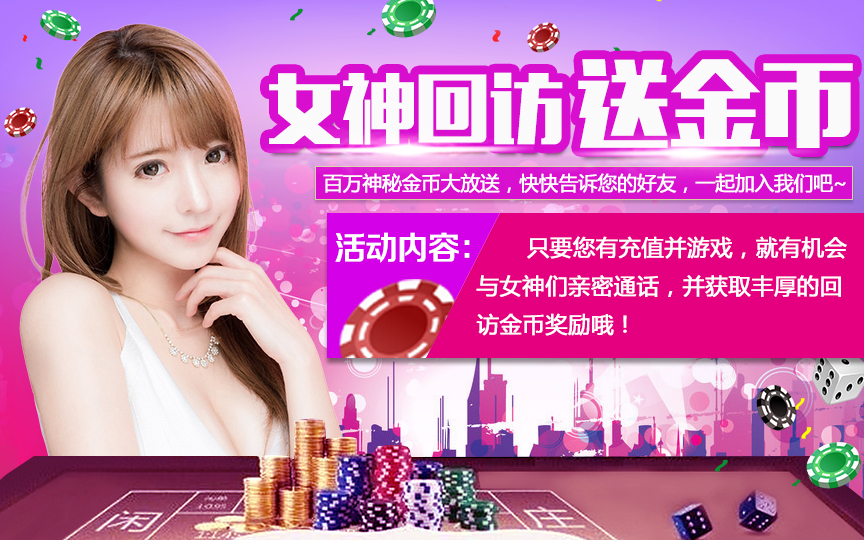 女神回访送金币
百万神秘金币大放送，快快告诉您的好友，一起加入我们吧~
活动内容：
只要您有充值并游戏，就有机会
与女神们亲密通话，并获取丰厚的回
访金币奖励哦！
闲
庄